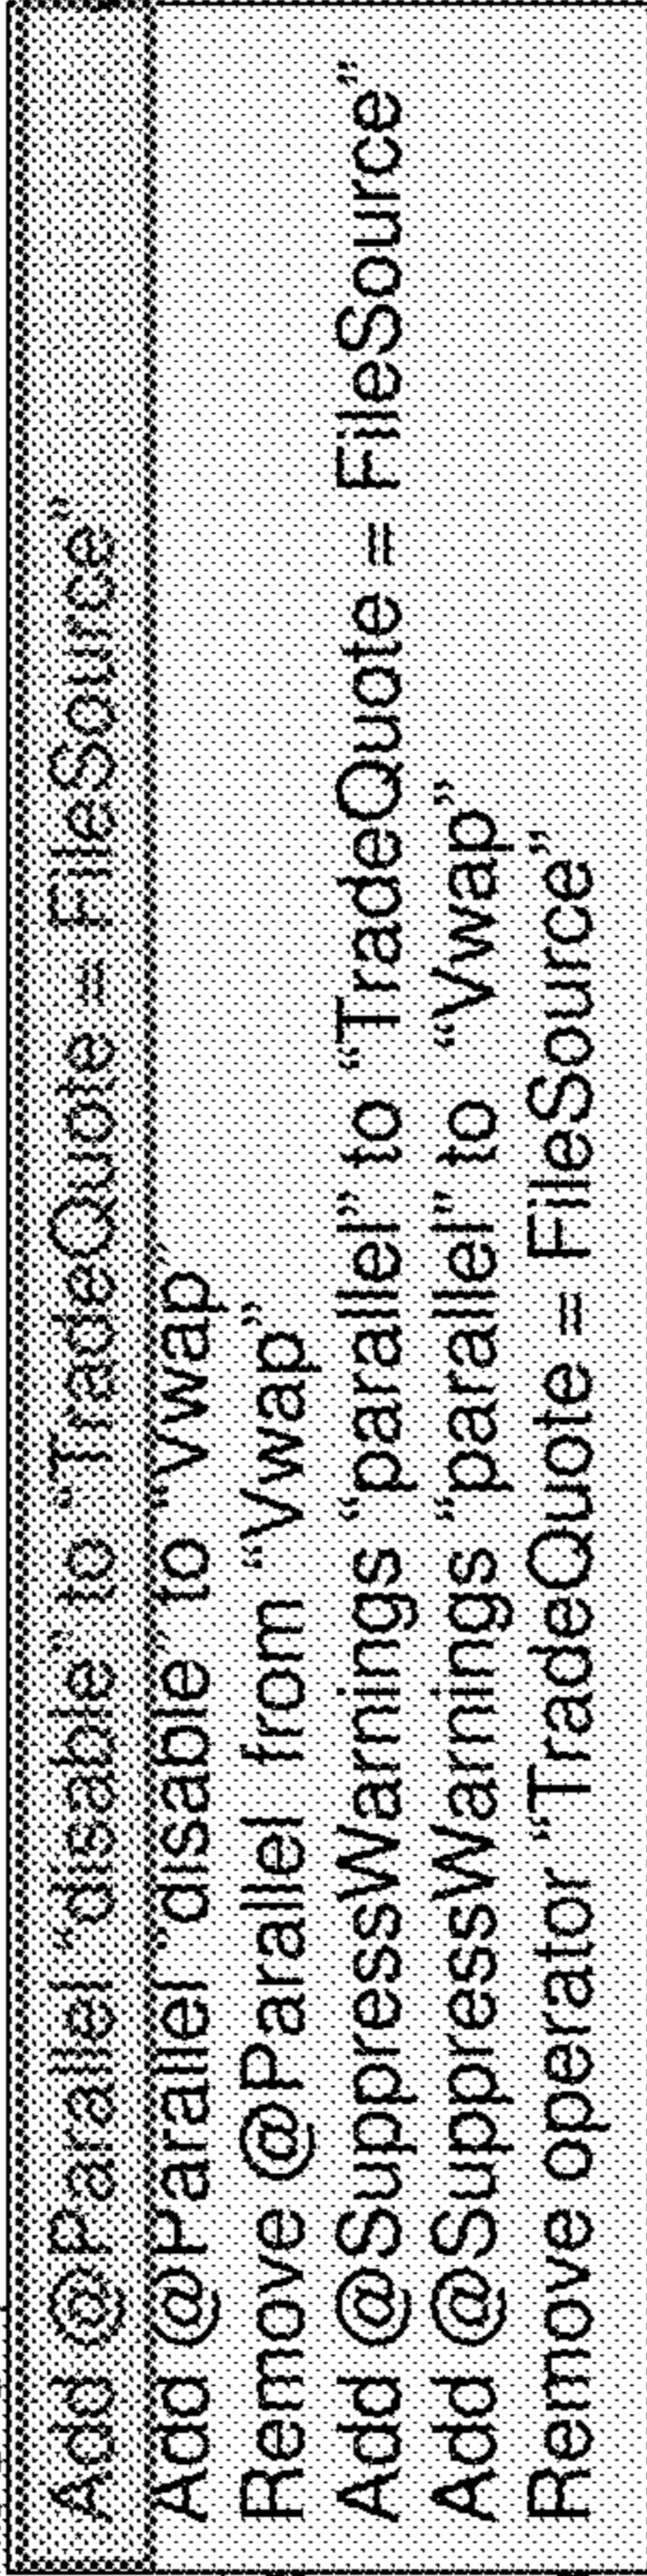 Add @Parallel “disable” to “TradeQuote = FileSource”
Add @Parallel “disable” to “Vwap”
Remove @Parallel from “Vwap”
Add @SuppressWarnings “parallel” to “TradeQuote = FileSource”
Add @SuppressWarnings “parallel” to “Vwap”
Remove operator “TradeQuote = FileSource”